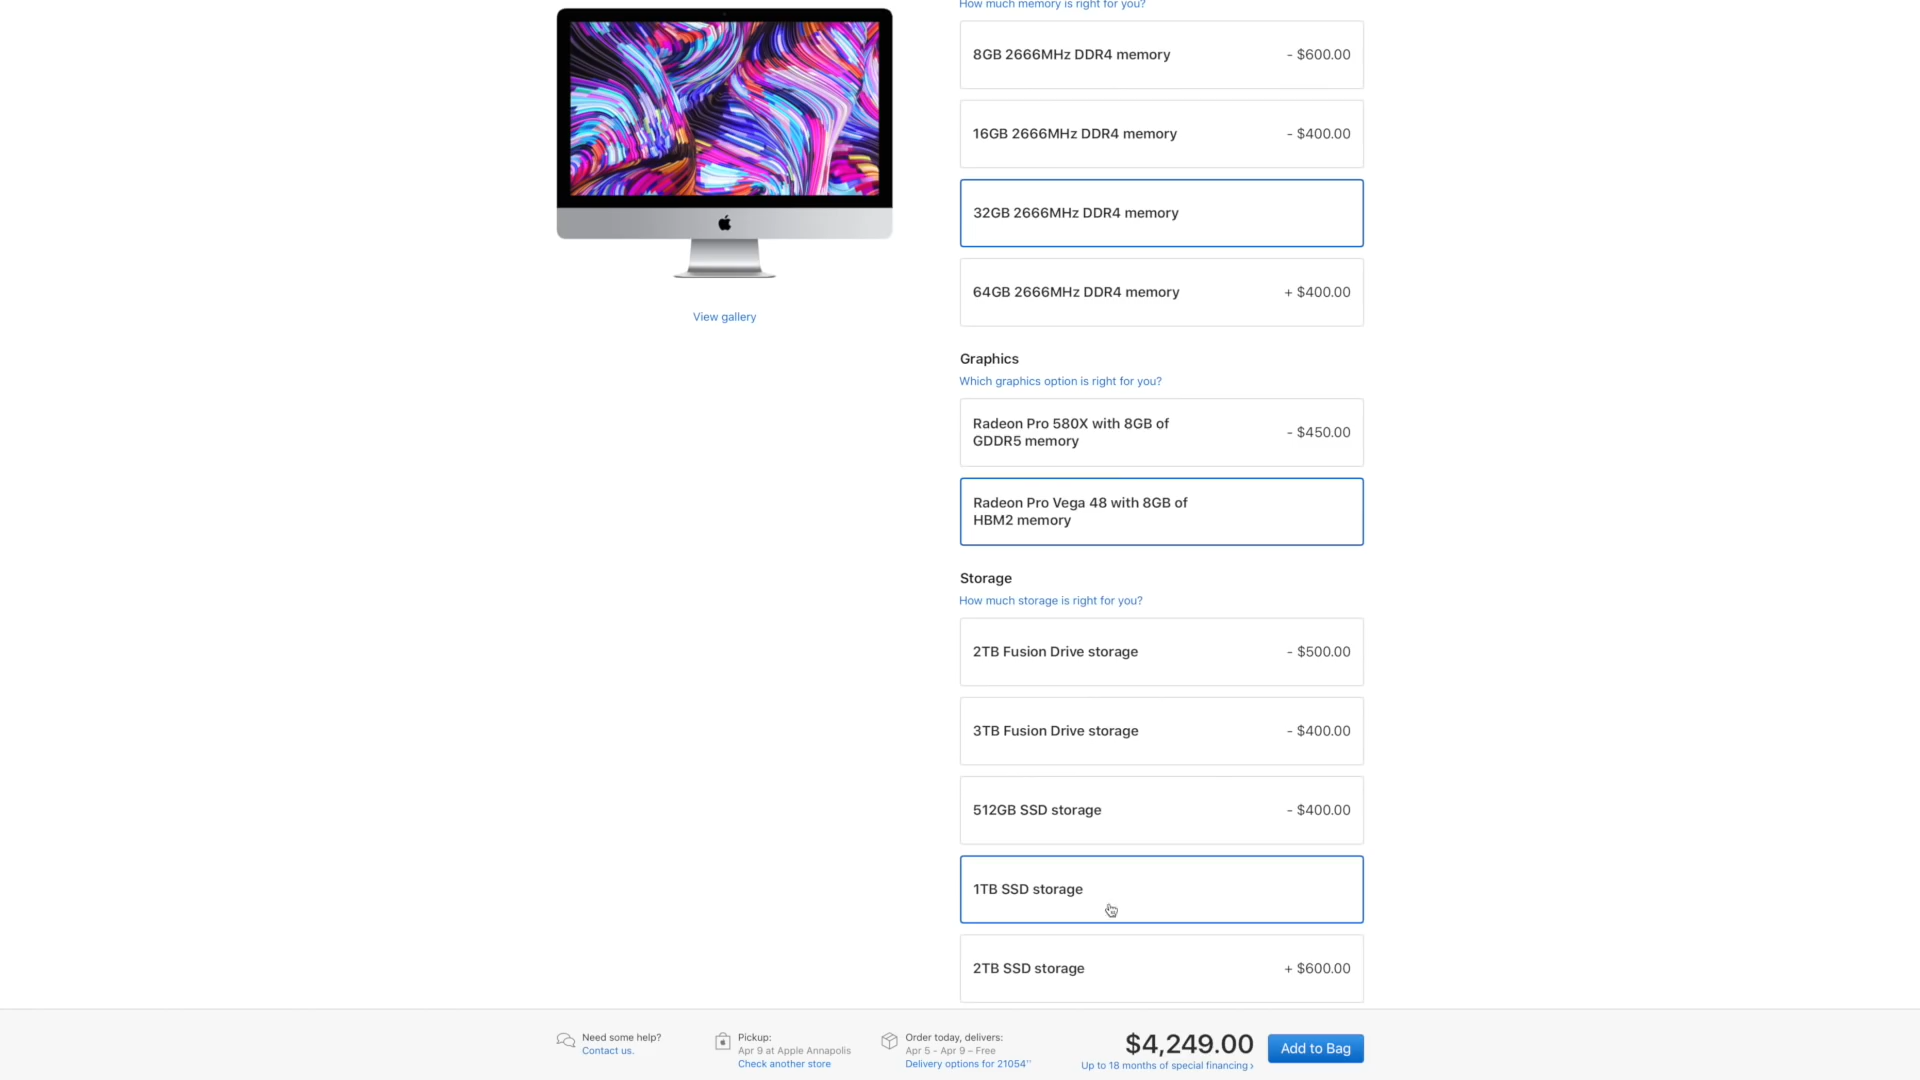 How much memory is right for you?
8GB 2666MHz DDR4 memory - $600.00
16GB 2666MHz DDR4 memory - $400.00
32GB 2666MHz DDR4 memory
64GB 2666MHz DDR4 memory + $400.00
View gallery
Graphics
Which graphics option is right for you?
Radeon Pro 580X with 8GB of
GDDR5 memory
- $450.00
Radeon Pro Vega 48 with 8GB of
HBM2 memory
Storage
How much storage is right for you?
2TB Fusion Drive storage - $500.00
3TB Fusion Drive storage - $400.00
512GB SSD storage - $400.00
1TB SSD storage
2TB SSD storage + $600.00
Need some help?
Contact us.
Pickup:
Apr 9 at Apple Annapolis
Check another store
Order today, delivers:
Apr 5 - Apr 9 – Free
Delivery options for 21054
$4,249.00
Up to 18 months of special financing ›
Add to Bag